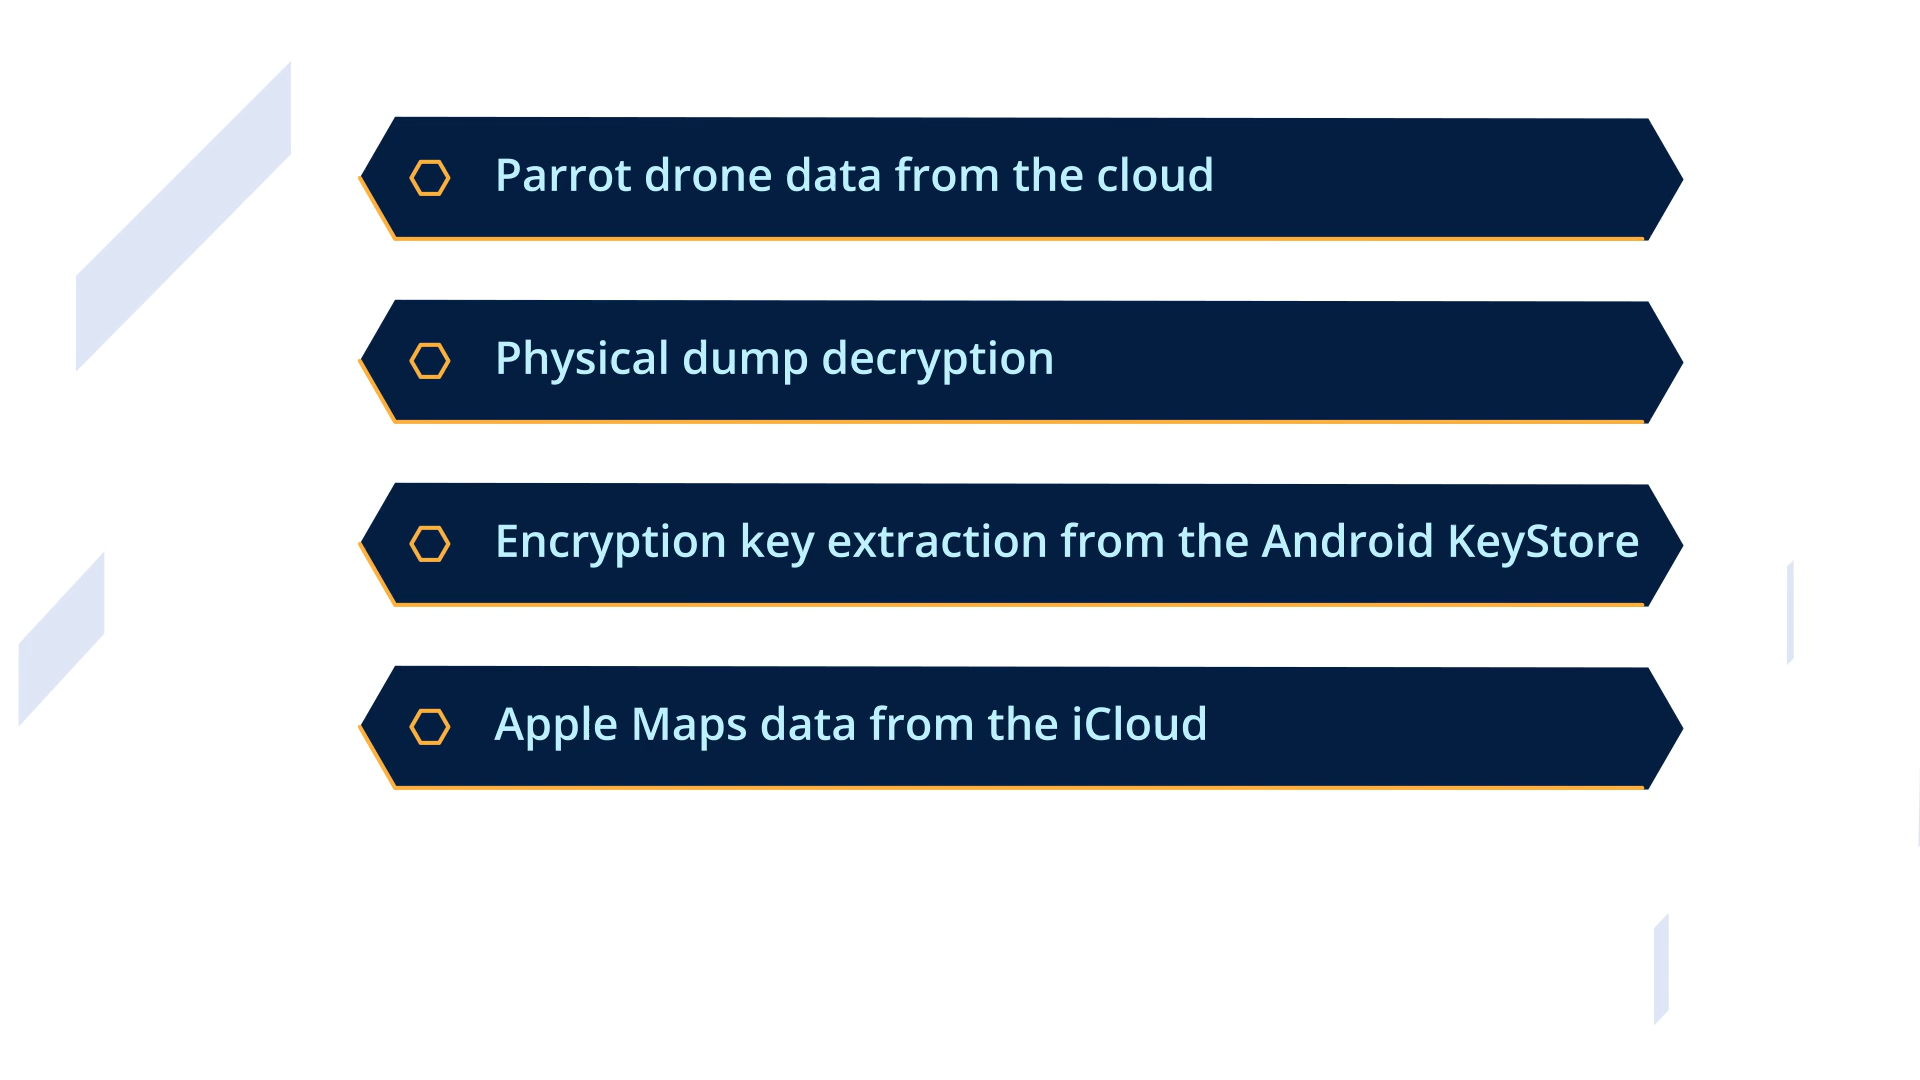 Parrot drone data from the cloud
Physical dump decryption
Encryption key extraction from the Android KeyStore
Apple Maps data from the iCloud